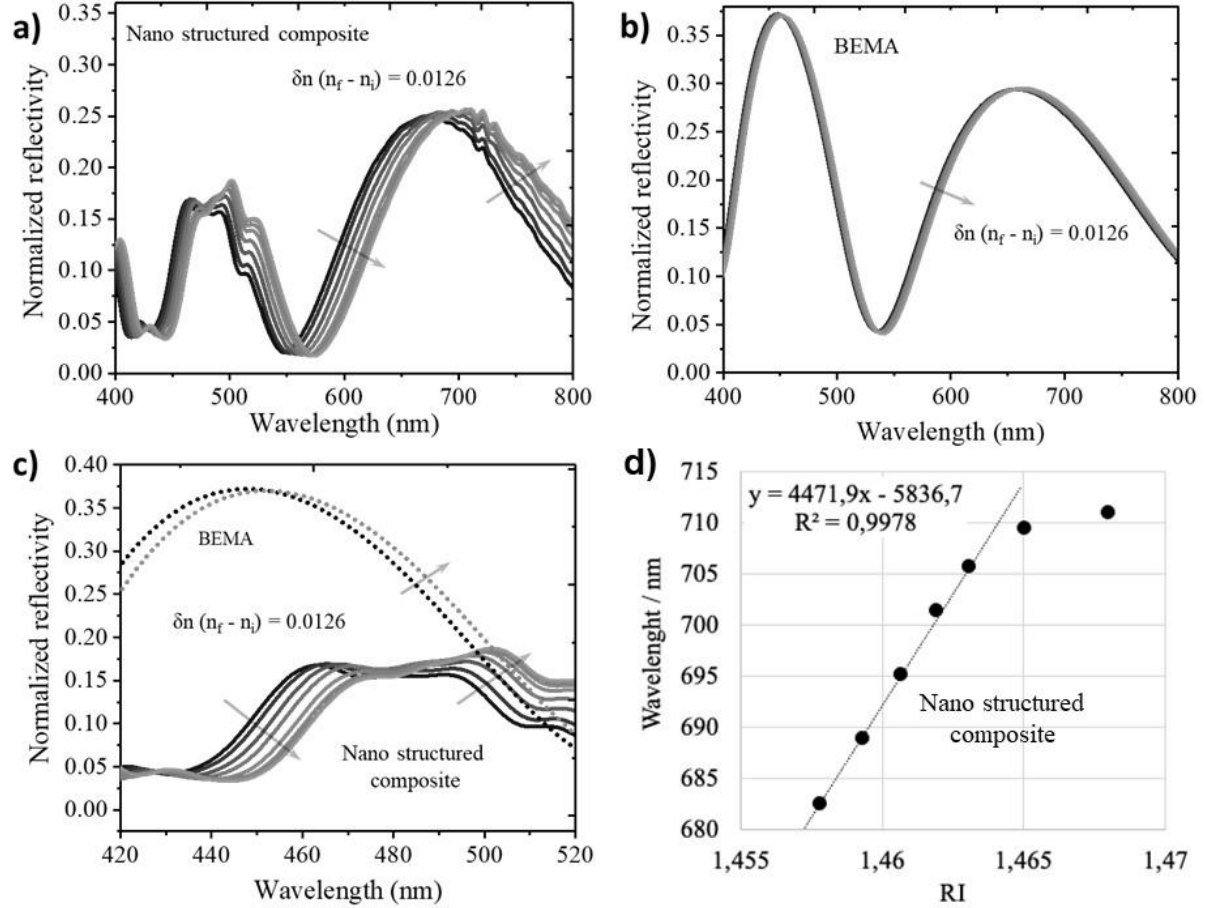 a)
Nano structured composite
δn (nf - ni) = 0.0126
Normalized reflectivity
0.35
0.30
0.25
0.20
0.15
0.10
0.05
0.00
400
500
600
700
800
Wavelength (nm)
b)
BEMA
δn (nf - ni) = 0.0126
Normalized reflectivity
0.35
0.30
0.25
0.20
0.15
0.10
0.05
0.00
400
500
600
700
800
Wavelength (nm)
c)
BEMA
δn (nf - ni) = 0.0126
Nano structured
composite
Normalized reflectivity
0.40
0.35
0.30
0.25
0.20
0.15
0.10
0.05
0.00
420
440
460
480
500
520
Wavelength (nm)
d)
y = 4471,9x - 5836,7
R² = 0,9978
Nano structured
composite
Wavelenght / nm
715
710
705
700
695
690
685
680
1,455
1,46
1,465
1,47
RI